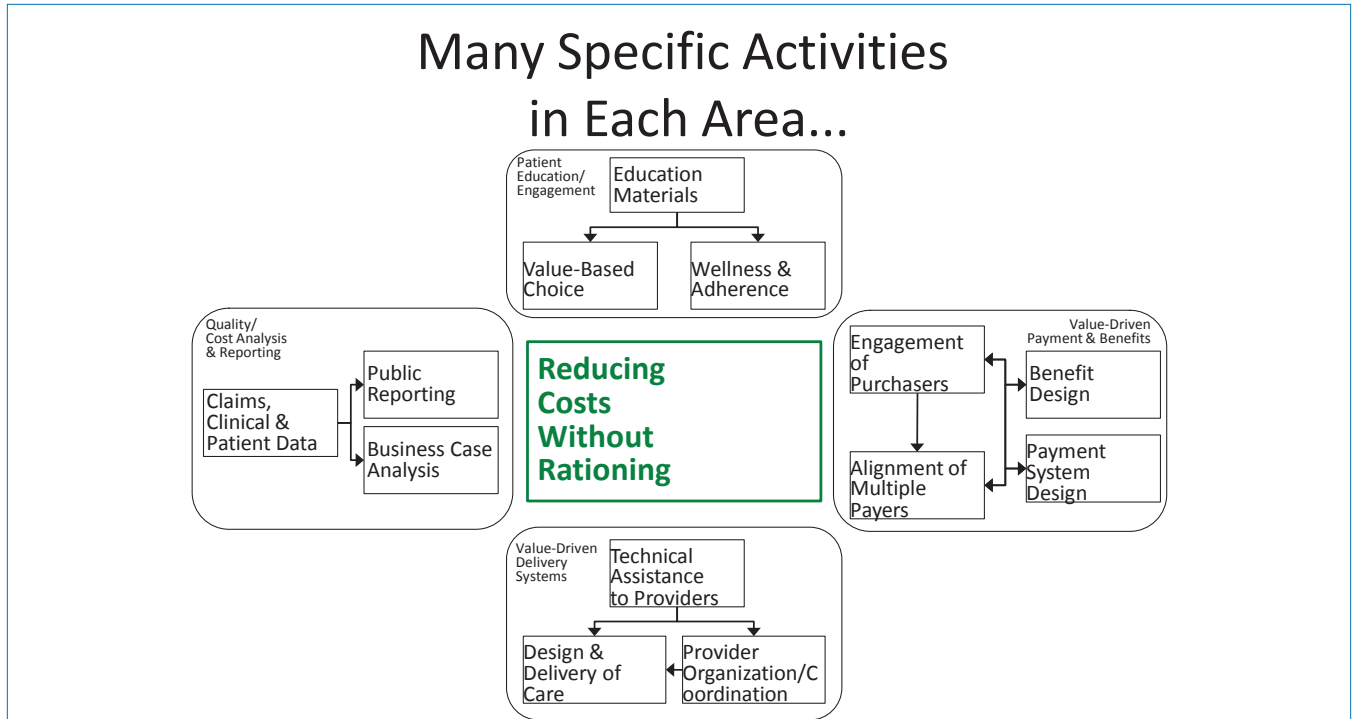 Many Specific Activities
in Each Area...
Patient
Education/
Engagement
Education
Materials
Value-Based
Choice
Wellness &
Adherence
Quality/
Cost Analysis
& Reporting
Claims,
Clinical &
Patient Data
Public
Reporting
Business Case
Analysis
Reducing
Costs
Without
Rationing
Value-Driven
Payment & Benefits
Engagement
of
Purchasers
Benefit
Design
Alignment of
Multiple
Payers
Payment
System
Design
Value-Driven
Delivery
Systems
Technical
Assistance
to Providers
Design &
Delivery of
Care
Provider
Organization/C
oordination